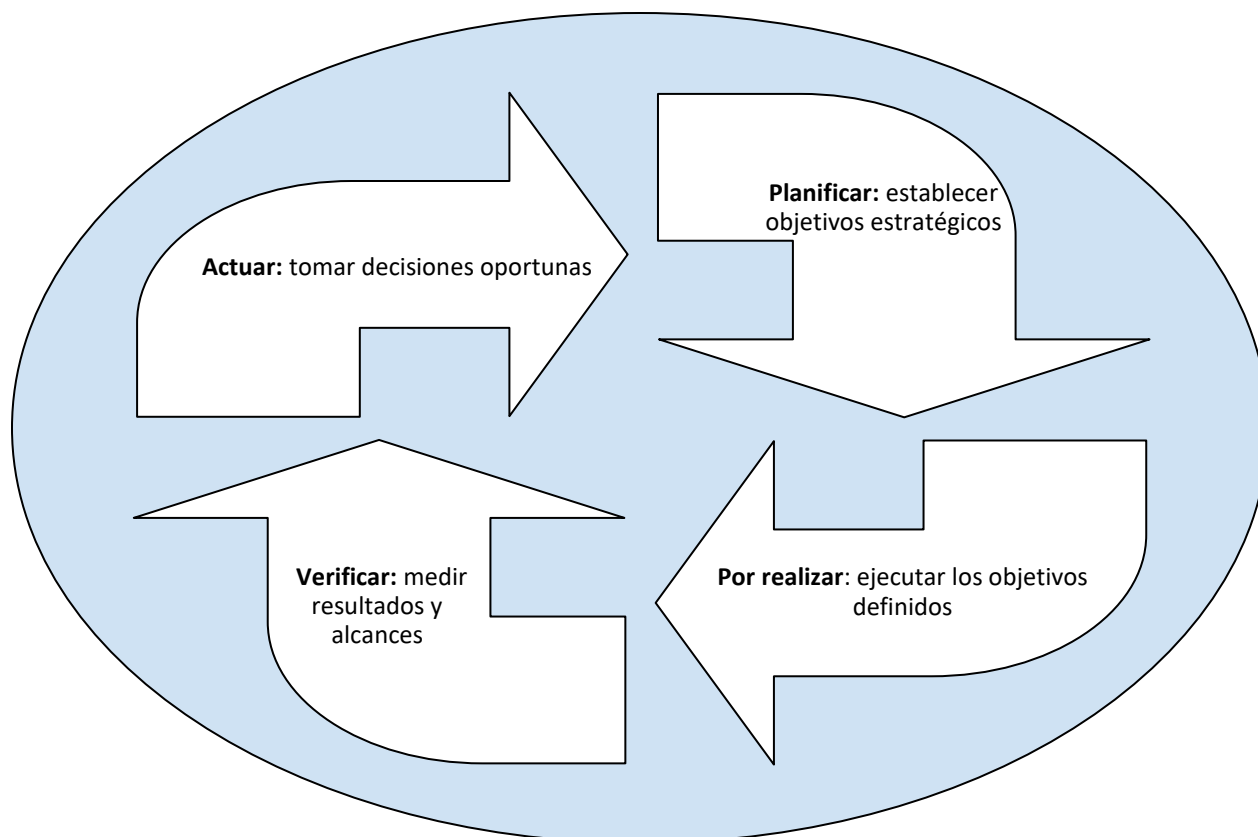 Planificar: establecer
objetivos estratégicos
Actuar: tomar decisiones oportunas
Verificar: medir
resultados y
alcances
Por realizar: ejecutar los objetivos
definidos